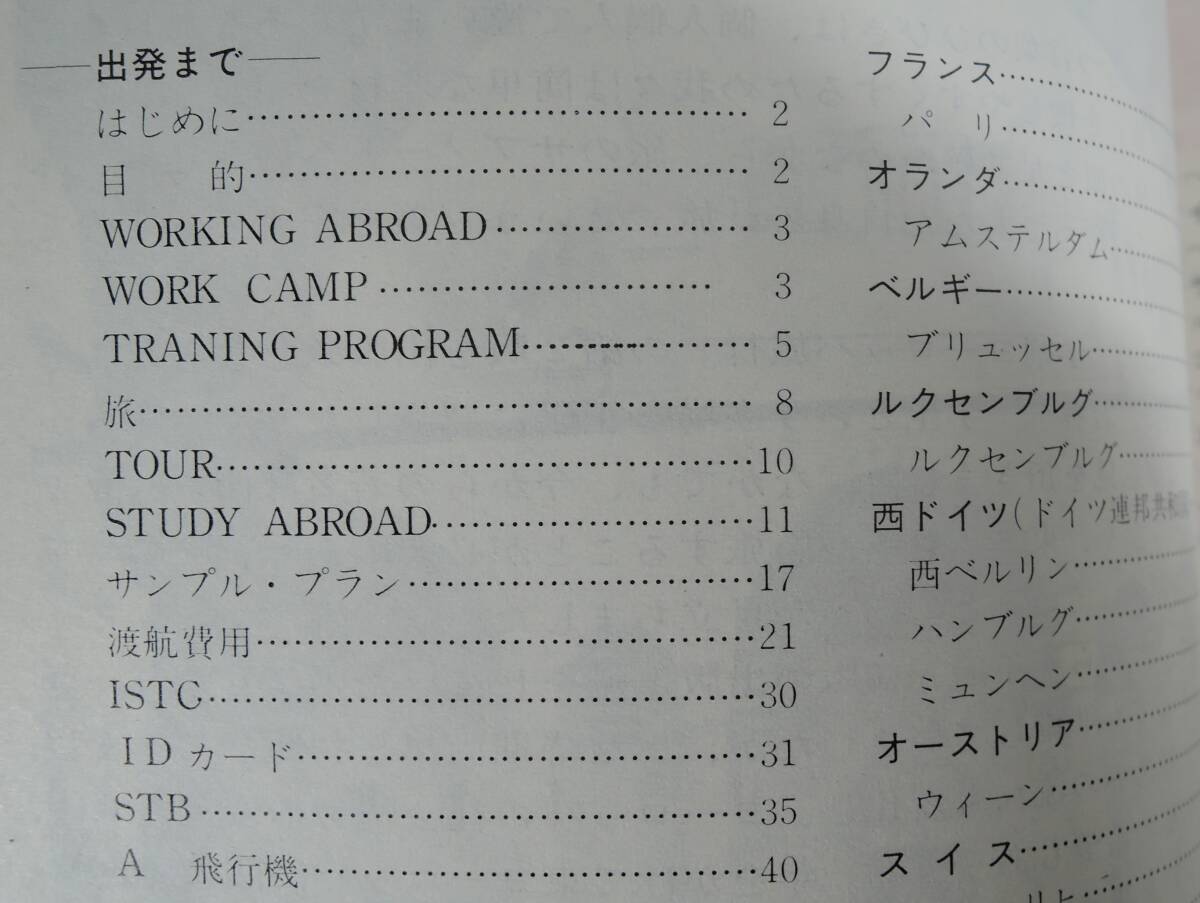 ――出発まで――
はじめに……………………………………… 2
目　　的……………………………………… 2
WORKING ABROAD…………………… 3
WORK CAMP………………………… 3
TRANING PROGRAM………………… 5
旅………………………………………………… 8
TOUR…………………………………………10
STUDY ABROAD…………………………11
サンプル・プラン…………………………17
渡航費用……………………………………21
ISTC…………………………………………30
IDカード……………………………………31
STB…………………………………………35
A　飛行機…………………………………40
フランス…………
パ　リ…………
オランダ…………
アムステルダム……
ベルギー…………
ブリュッセル………
ルクセンブルグ……
ルクセンブルグ……
西ドイツ(ドイツ連邦共和国
西ベルリン…………
ハンブルグ…………
ミュンヘン…………
オーストリア………
ウィーン…………
ス イ ス…………